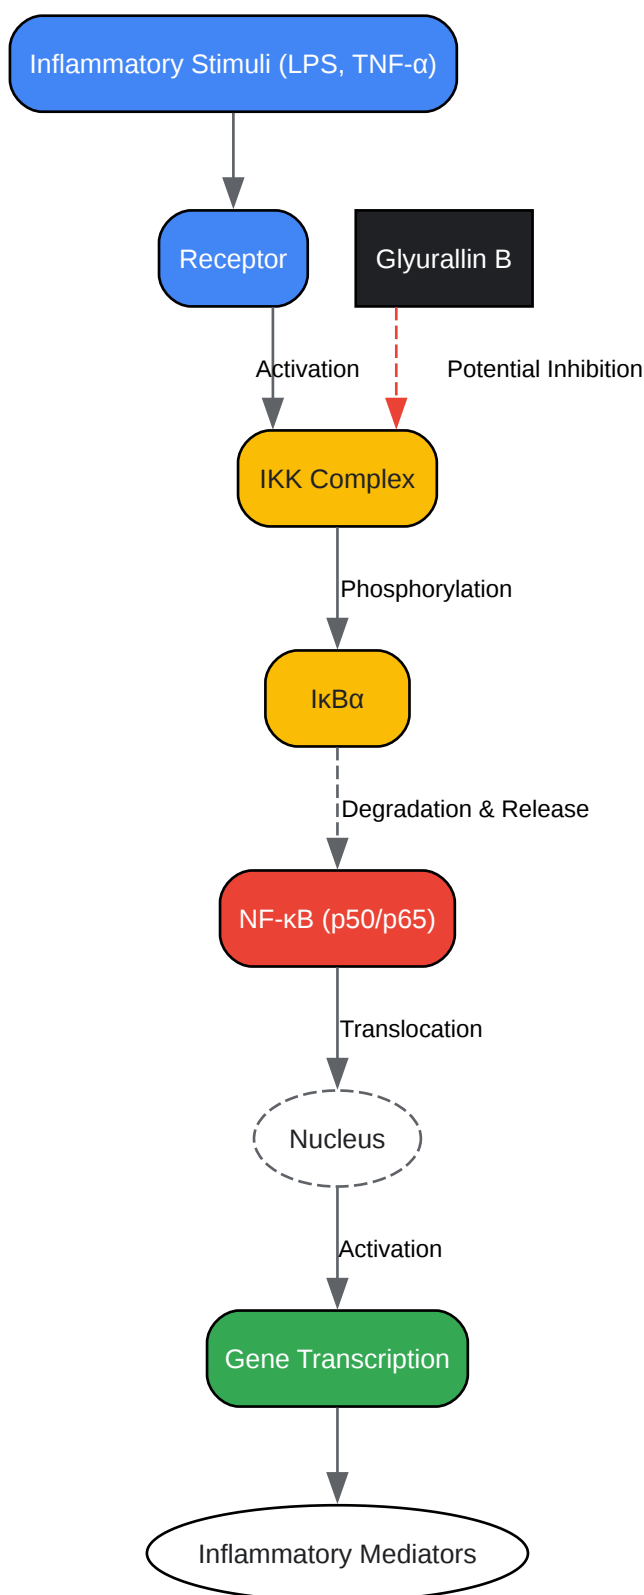 Inflammatory Stimuli (LPS, TNF-α)
Receptor
Glyurallin B
Activation
Potential Inhibition
IKK Complex
Phosphorylation
IκBα
Degradation & Release
NF-κB (p50/p65)
Translocation
Nucleus
Activation
Gene Transcription
Inflammatory Mediators